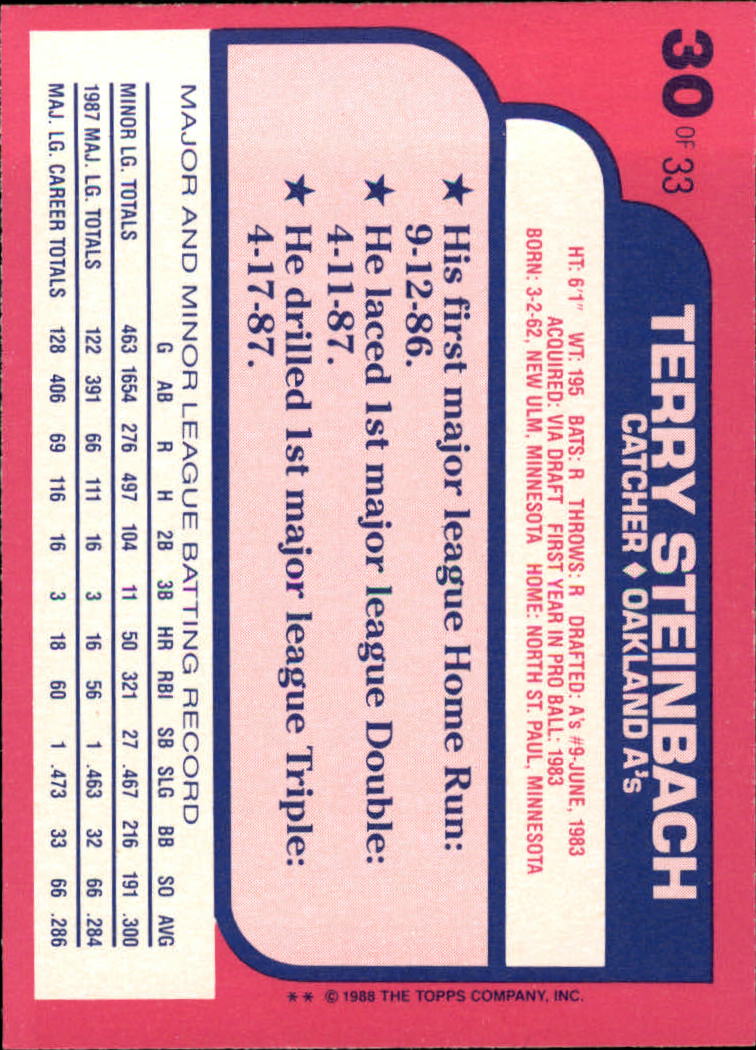 30 OF 33
TERRY STEINBACH
CATCHER ♦ OAKLAND A's
HT: 6'1" WT: 195 BATS: R THROWS: R DRAFTED: A's #9-JUNE, 1983
ACQUIRED: VIA DRAFT FIRST YEAR IN PRO BALL: 1983
BORN: 3-2-62, NEW ULM, MINNESOTA HOME: NORTH ST. PAUL, MINNESOTA
★ His first major league Home Run:
9-12-86.
★ He laced 1st major league Double:
4-11-87.
★ He drilled 1st major league Triple:
4-17-87.
MAJOR AND MINOR LEAGUE BATTING RECORD
G AB R H 2B 3B HR RBI SB SLG BB SO AVG
MINOR LG. TOTALS 463 1654 276 497 104 11 50 321 27 .467 216 191 .300
1987 MAJ. LG. TOTALS 122 391 66 111 16 3 16 56 1 .463 32 66 .284
MAJ. LG. CAREER TOTALS 128 406 69 116 16 3 18 60 1 .473 33 66 .286
** © 1988 THE TOPPS COMPANY, INC.